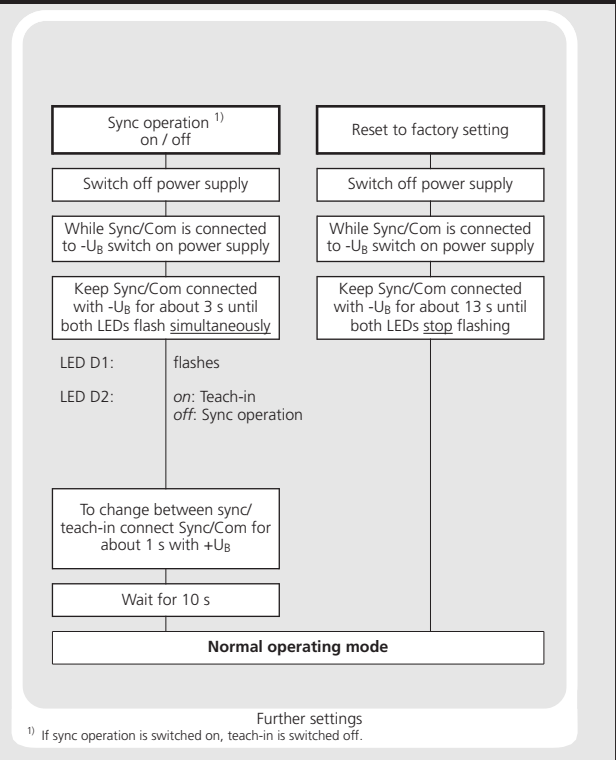 Sync operation 1)
on / off
Switch off power supply
While Sync/Com is connected
to -UB switch on power supply
Keep Sync/Com connected
with -UB for about 3 s until
both LEDs flash simultaneously
LED D1: flashes
LED D2: on: Teach-in
off: Sync operation
To change between sync/
teach-in connect Sync/Com for
about 1 s with +UB
Wait for 10 s
Reset to factory setting
Switch off power supply
While Sync/Com is connected
to -UB switch on power supply
Keep Sync/Com connected
with -UB for about 13 s until
both LEDs stop flashing
Normal operating mode
Further settings
1) If sync operation is switched on, teach-in is switched off.